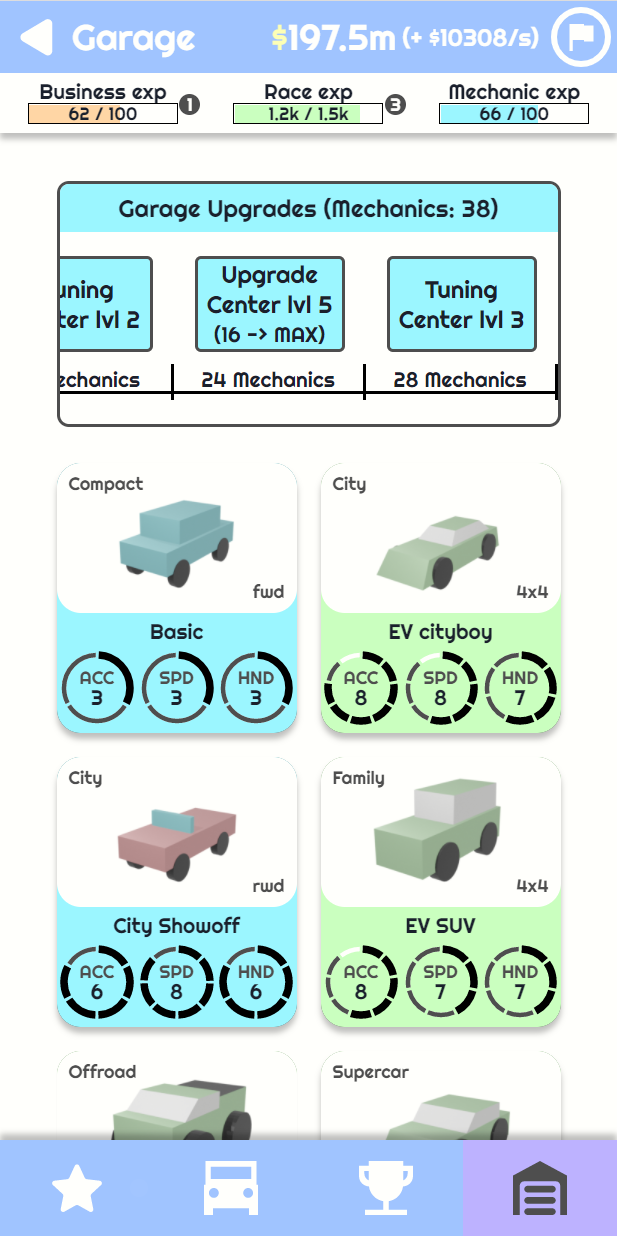 Garage
$197.5m (+ $10308/s)
Business exp
62 / 100
1
Race exp
1.2k / 1.5k
3
Mechanic exp
66 / 100
Garage Upgrades (Mechanics: 38)
uning
ter lvl 2
Upgrade
Center lvl 5
(16 -> MAX)
Tuning
Center lvl 3
echanics
24 Mechanics
28 Mechanics
Compact
fwd
Basic
ACC
3
SPD
3
HND
3
City
4x4
EV cityboy
ACC
8
SPD
8
HND
7
City
rwd
City Showoff
ACC
6
SPD
8
HND
6
Family
4x4
EV SUV
ACC
8
SPD
7
HND
7
Offroad
Supercar